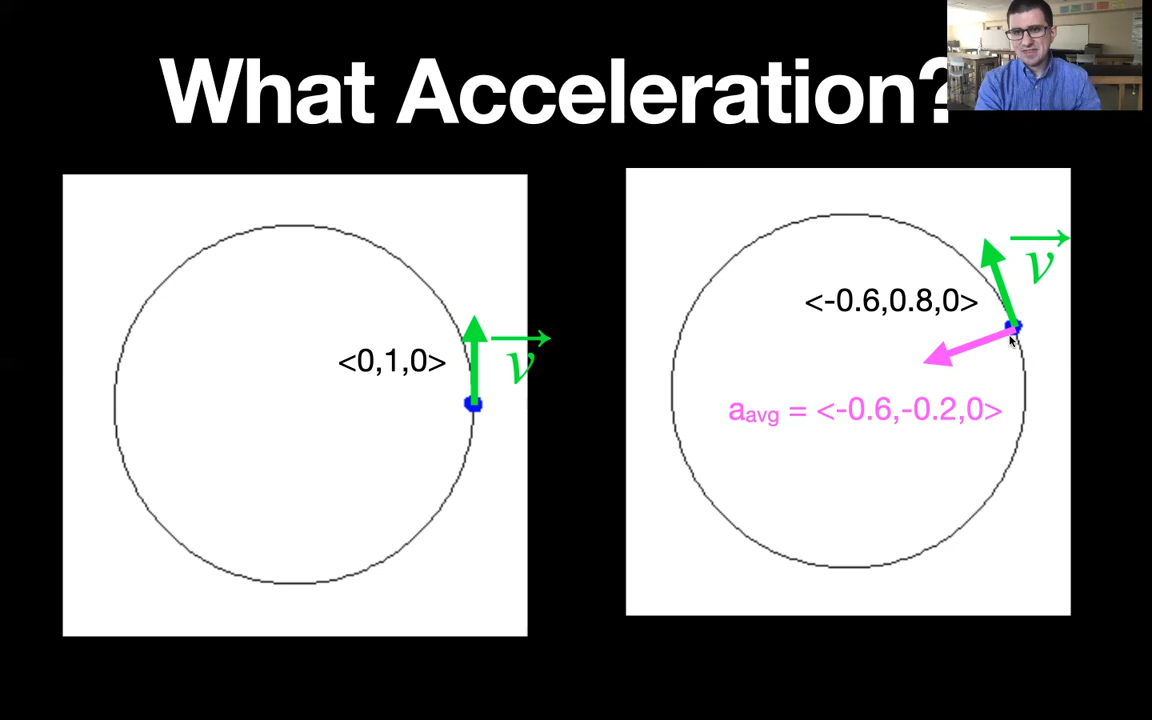 What Acceleration?
<0,1,0>
v
<-0.6,0.8,0>
v
aavg = <-0.6,-0.2,0>